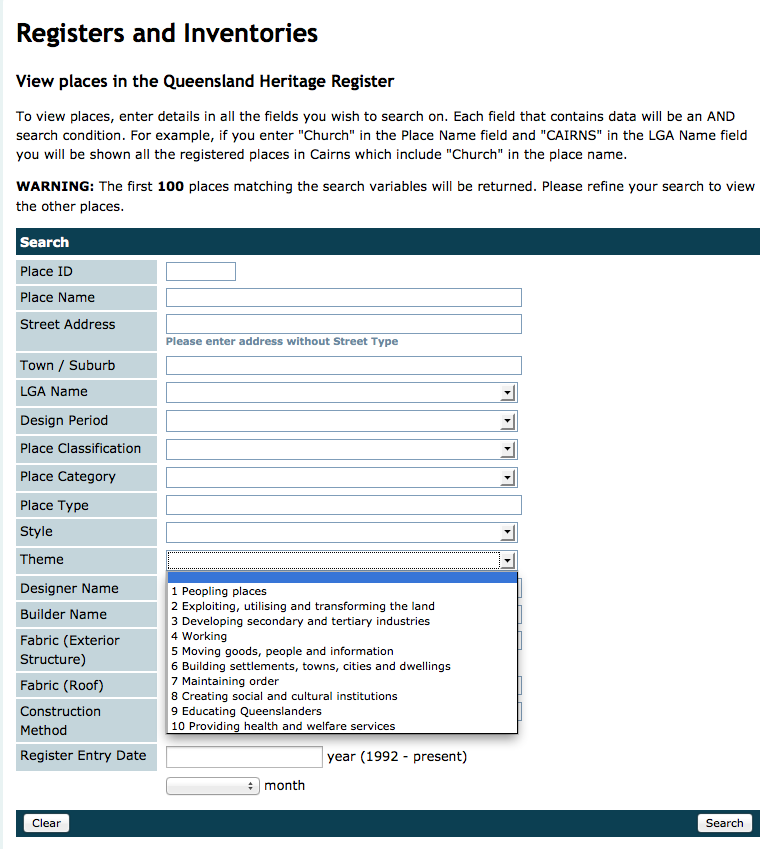 Registers and Inventories
View places in the Queensland Heritage Register
To view places, enter details in all the fields you wish to search on. Each field that contains data will be an AND
search condition. For example, if you enter "Church" in the Place Name field and "CAIRNS" in the LGA Name field
you will be shown all the registered places in Cairns which include "Church" in the place name.
WARNING: The first 100 places matching the search variables will be returned. Please refine your search to view
the other places.
Search
Place ID
Place Name
Street Address
Please enter address without Street Type
Town / Suburb
LGA Name
Design Period
Place Classification
Place Category
Place Type
Style
Theme
1 Peopling places
2 Exploiting, utilising and transforming the land
3 Developing secondary and tertiary industries
4 Working
5 Moving goods, people and information
6 Building settlements, towns, cities and dwellings
7 Maintaining order
8 Creating social and cultural institutions
9 Educating Queenslanders
10 Providing health and welfare services
Designer Name
Builder Name
Fabric (Exterior
Structure)
Fabric (Roof)
Construction
Method
Register Entry Date
year (1992 - present)
month
Clear
Search